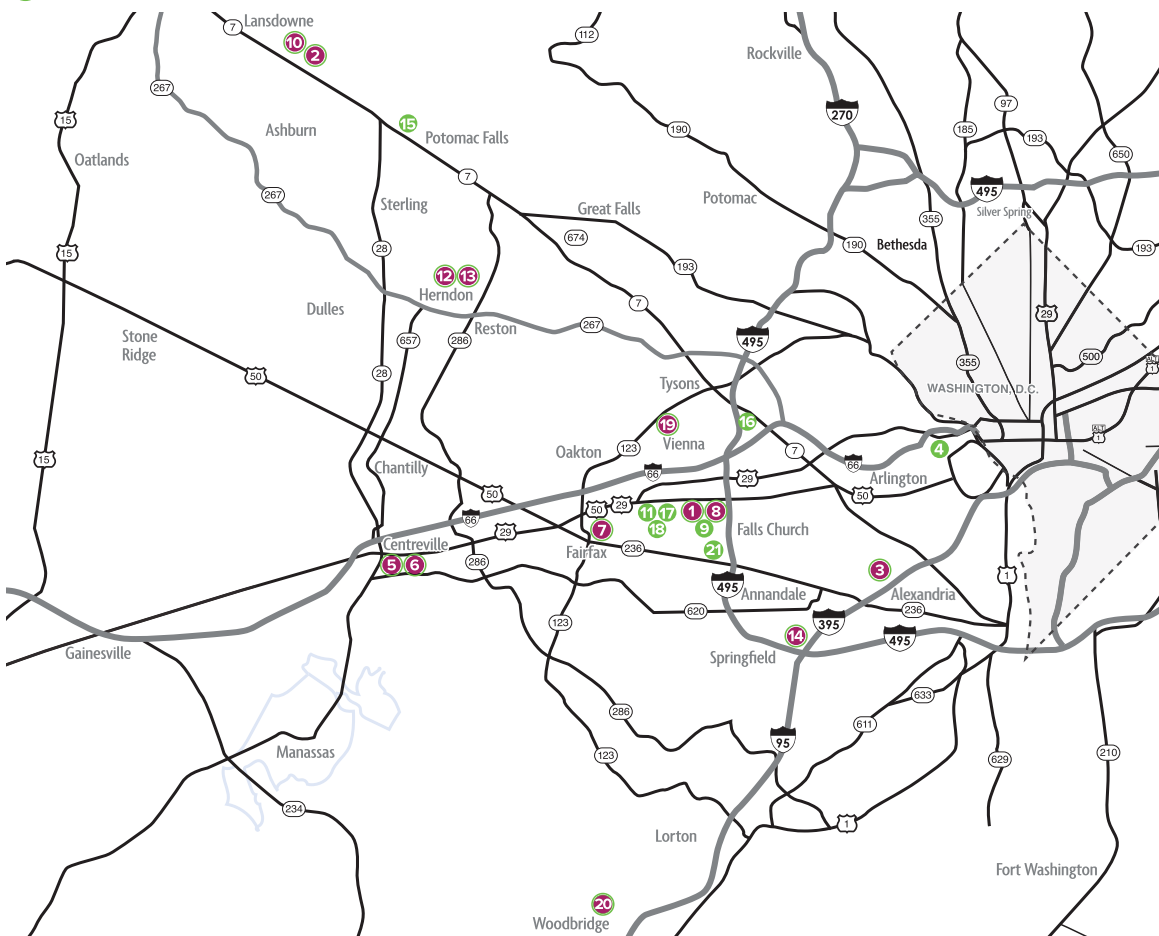 Lansdowne
7
10
2
112
Rockville
267
15
270
97
15
Ashburn
Potomac Falls
190
185
193
650
Oatlands
7
495
267
Sterling
Great Falls
Potomac
Silver Spring
355
674
190
Bethesda
193
15
28
193
12
13
Herndon
Dulles
Reston
7
29
267
Stone
Ridge
657
286
495
500
355
ALT
1
50
28
Tysons
WASHINGTON, D.C.
19
16
Vienna
ALT
1
Oakton
123
7
4
15
Chantilly
66
66
Arlington
29
50
50
29
50
11
17
1
8
66
29
7
18
9
Falls Church
Centreville
Fairfax
236
21
5
6
286
3
1
495
Annandale
Alexandria
620
236
123
395
14
495
Gainesville
Springfield
633
286
611
95
Manassas
123
629
210
234
1
Lorton
Fort Washington
20
Woodbridge